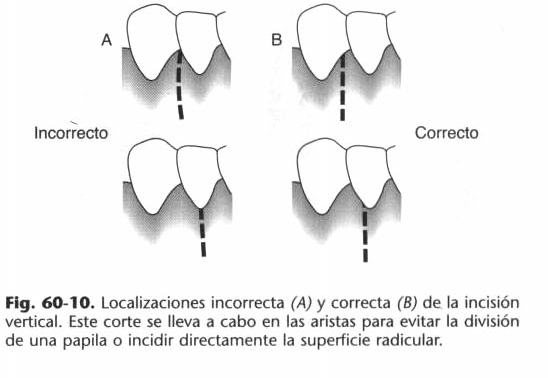 A
B
Incorrecto
Correcto
Fig. 60-10. Localizaciones incorrecta (A) y correcta (B) de la incisión
vertical. Este corte se lleva a cabo en las aristas para evitar la división
de una papila o incidir directamente la superficie radicular.